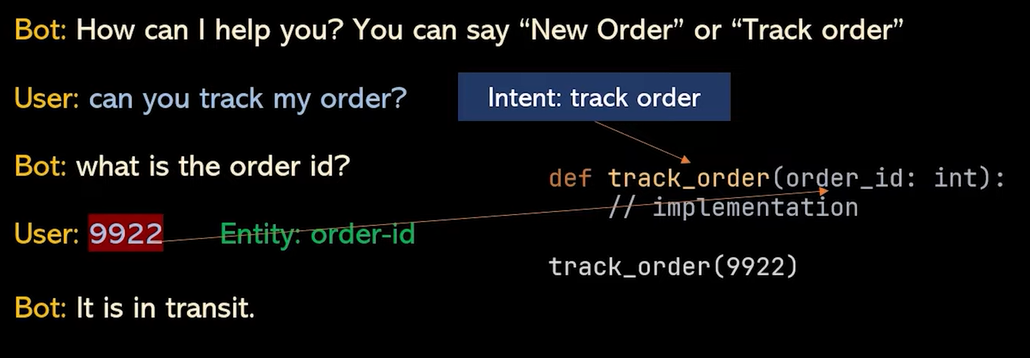 Bot: How can I help you? You can say “New Order” or “Track order”
User: can you track my order?
Intent: track order
Bot: what is the order id?
def track_order(order_id: int):
// implementation
User: 9922
Entity: order-id
track_order(9922)
Bot: It is in transit.